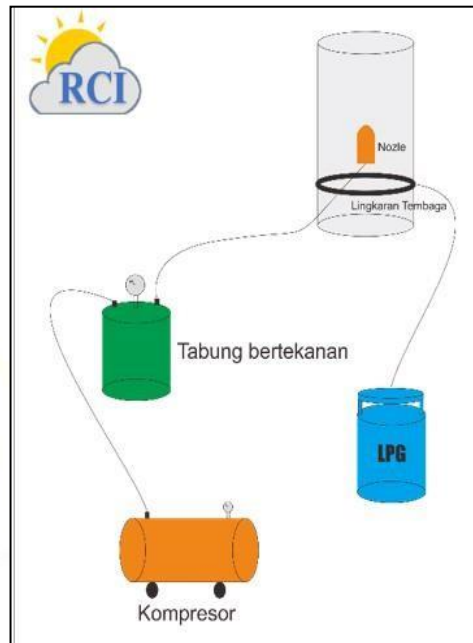 RCI
Nozle
Lingkaran Tembaga
Tabung bertekanan
LPG
Kompresor